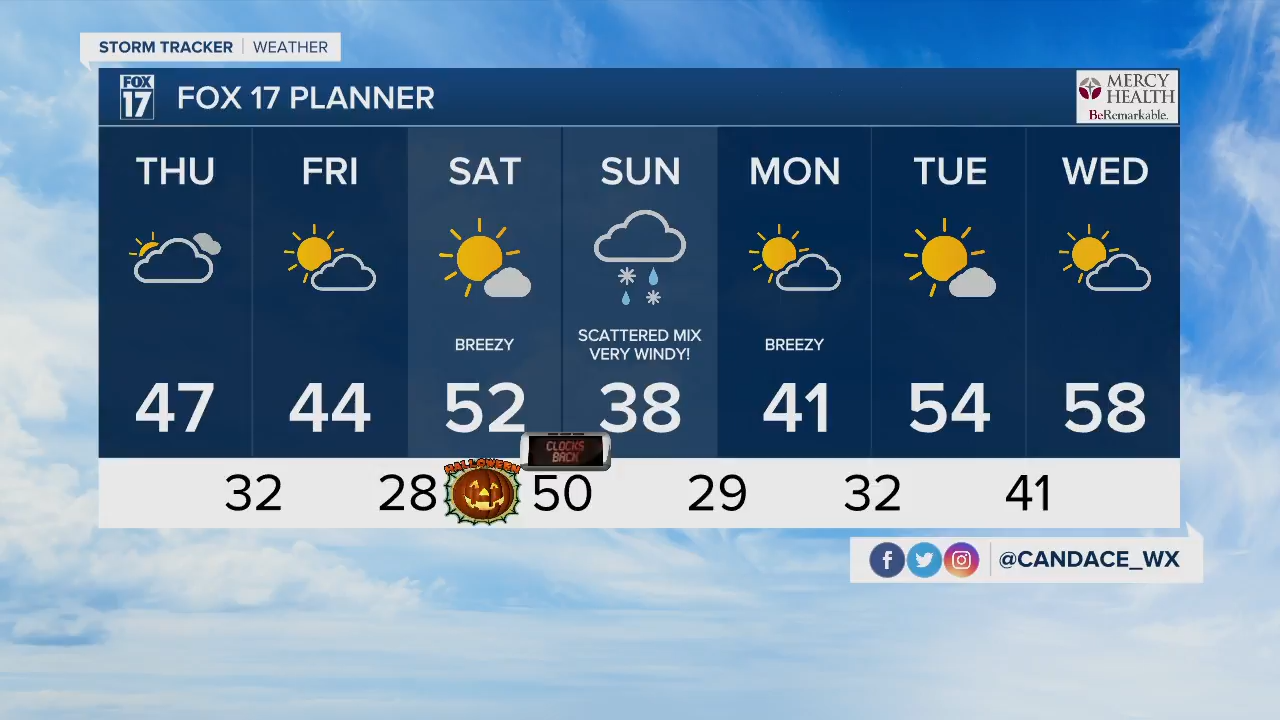 STORM TRACKER | WEATHER
FOX 17
FOX 17 PLANNER
MERCY HEALTH
BeRemarkable.
THU FRI SAT SUN MON TUE WED
BREEZY
SCATTERED MIX
VERY WINDY!
BREEZY
47 44 52 38 41 54 58
CLOCKS
BACK
HALLOWEEN
32 28 50 29 32 41
@CANDACE_WX